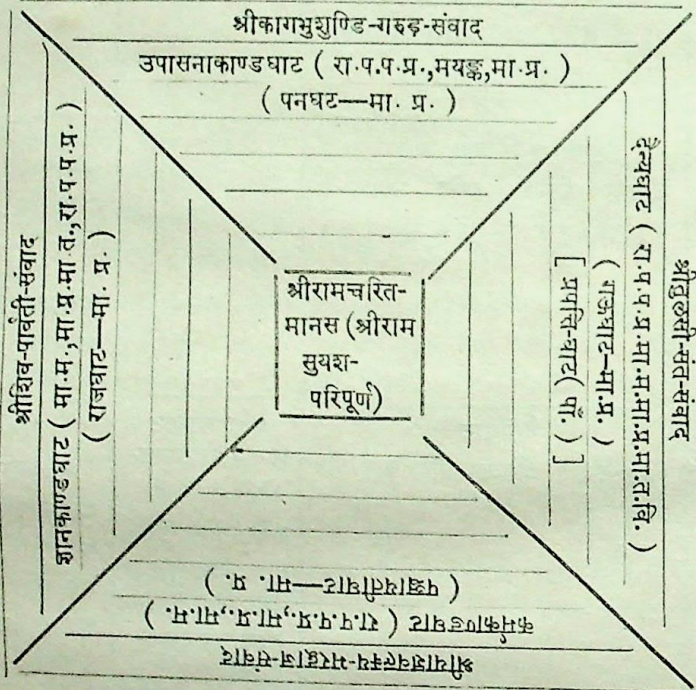 श्रीकागभुशुण्डि-गरुड़-संवाद
उपासनाकाण्डघाट ( रा.प.प.प्र.,मयङ्क,मा.प्र. )
( पनघट—मा. प्र. )
श्रीतुलसी-संत-संवाद
दैन्यघाट ( रा.प.प.प्र.मा.म.मा.प्र.मा.त.वि. )
( गऊघाट—मा.प्र. )
[ प्रपत्ति-घाट( पाँ. ) ]
श्रीरामचरित-
मानस (श्रीराम
सुयश-
परिपूर्ण)
श्रीशिव-पार्वती-संवाद
ज्ञानकाण्डघाट ( मा.म.,मा.प्र.मा.त.,रा.प.प.प्र. )
( राजघाट—मा. प्र. )
श्रीयाज्ञवल्क्य-भरद्वाज-संवाद
कर्मकाण्डघाट ( रा.प.प.प्र.,मा.प्र.,मा.म. )
( पञ्चायतीघाट—मा. प्र. )